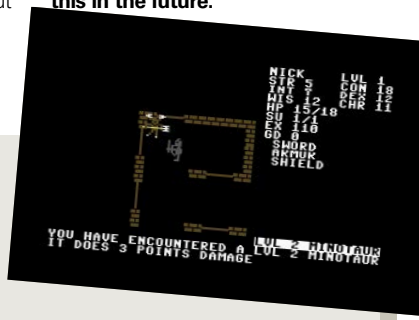 ut this in the future.
NICK LVL 1
STR 5 CON 18
INT 7 DEX 12
WIS 12 CHR 11
HP 15/18
SU 1/1
EX 110
GD 0
SWORD
ARMOR
SHIELD
YOU HAVE ENCOUNTERED A LVL 2 MINOTAUR
IT DOES 3 POINTS DAMAGE LVL 2 MINOTAUR